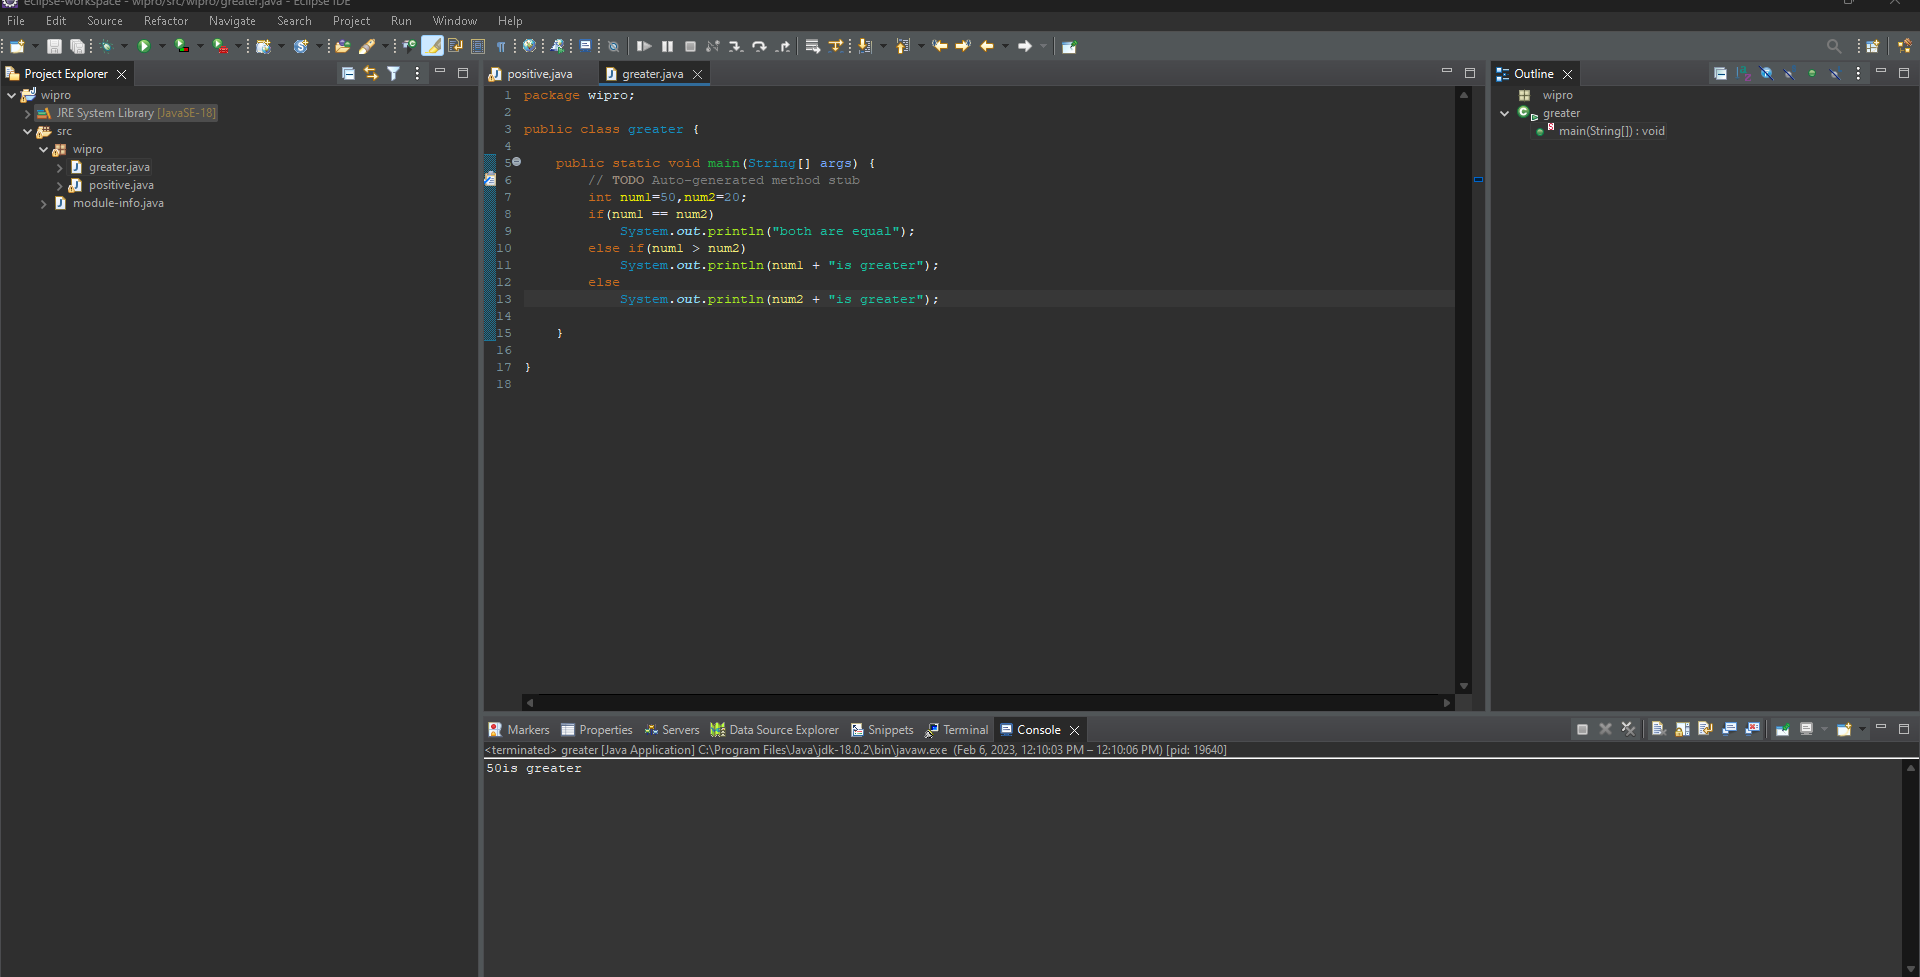 eclipse-workspace - wipro/src/wipro/greater.java - Eclipse IDE
File Edit Source Refactor Navigate Search Project Run Window Help
Project Explorer
wipro
JRE System Library [JavaSE-18]
src
wipro
greater.java
positive.java
module-info.java
positive.java
greater.java
1 package wipro;
2
3 public class greater {
4
5     public static void main(String[] args) {
6         // TODO Auto-generated method stub
7         int num1=50,num2=20;
8         if(num1 == num2)
9             System.out.println("both are equal");
10         else if(num1 > num2)
11             System.out.println(num1 + "is greater");
12         else
13             System.out.println(num2 + "is greater");
14
15     }
16
17 }
18
Outline
wipro
greater
main(String[]) : void
Markers Properties Servers Data Source Explorer Snippets Terminal Console
<terminated> greater [Java Application] C:\Program Files\Java\jdk-18.0.2\bin\javaw.exe (Feb 6, 2023, 12:10:03 PM – 12:10:06 PM) [pid: 19640]
50is greater